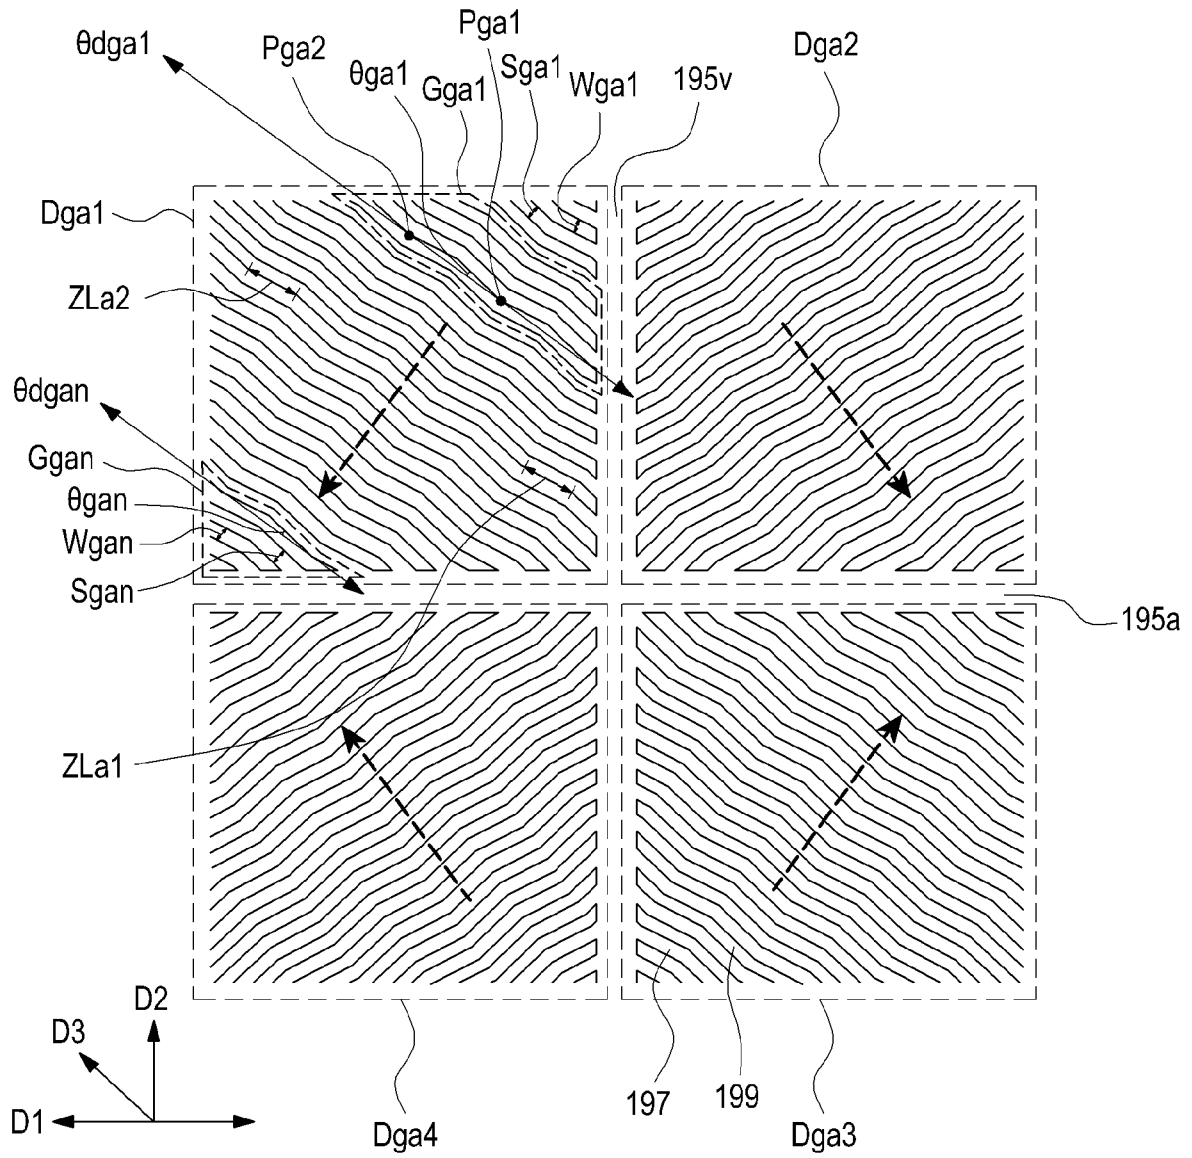 θdga1
Pga2
θga1
Gga1
Pga1
Sga1
Wga1
195v
Dga2
Dga1
ZLa2
θdgan
Ggan
θgan
Wgan
Sgan
195a
ZLa1
D2
D3
D1
197
199
Dga4
Dga3